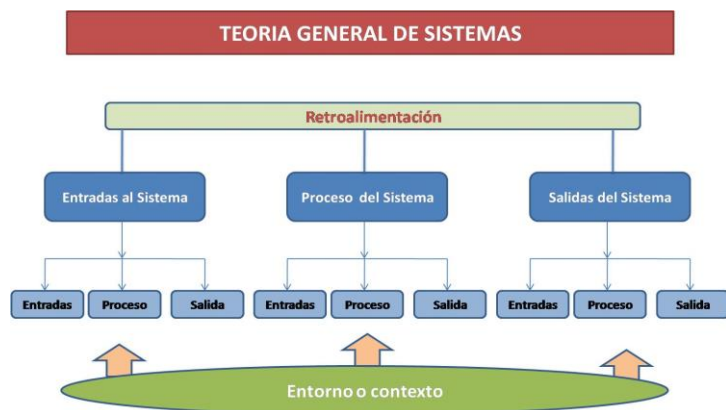 TEORIA GENERAL DE SISTEMAS
Retroalimentación
Entradas al Sistema
Proceso del Sistema
Salidas del Sistema
Entradas
Proceso
Salida
Entradas
Proceso
Salida
Entradas
Proceso
Salida
Entorno o contexto